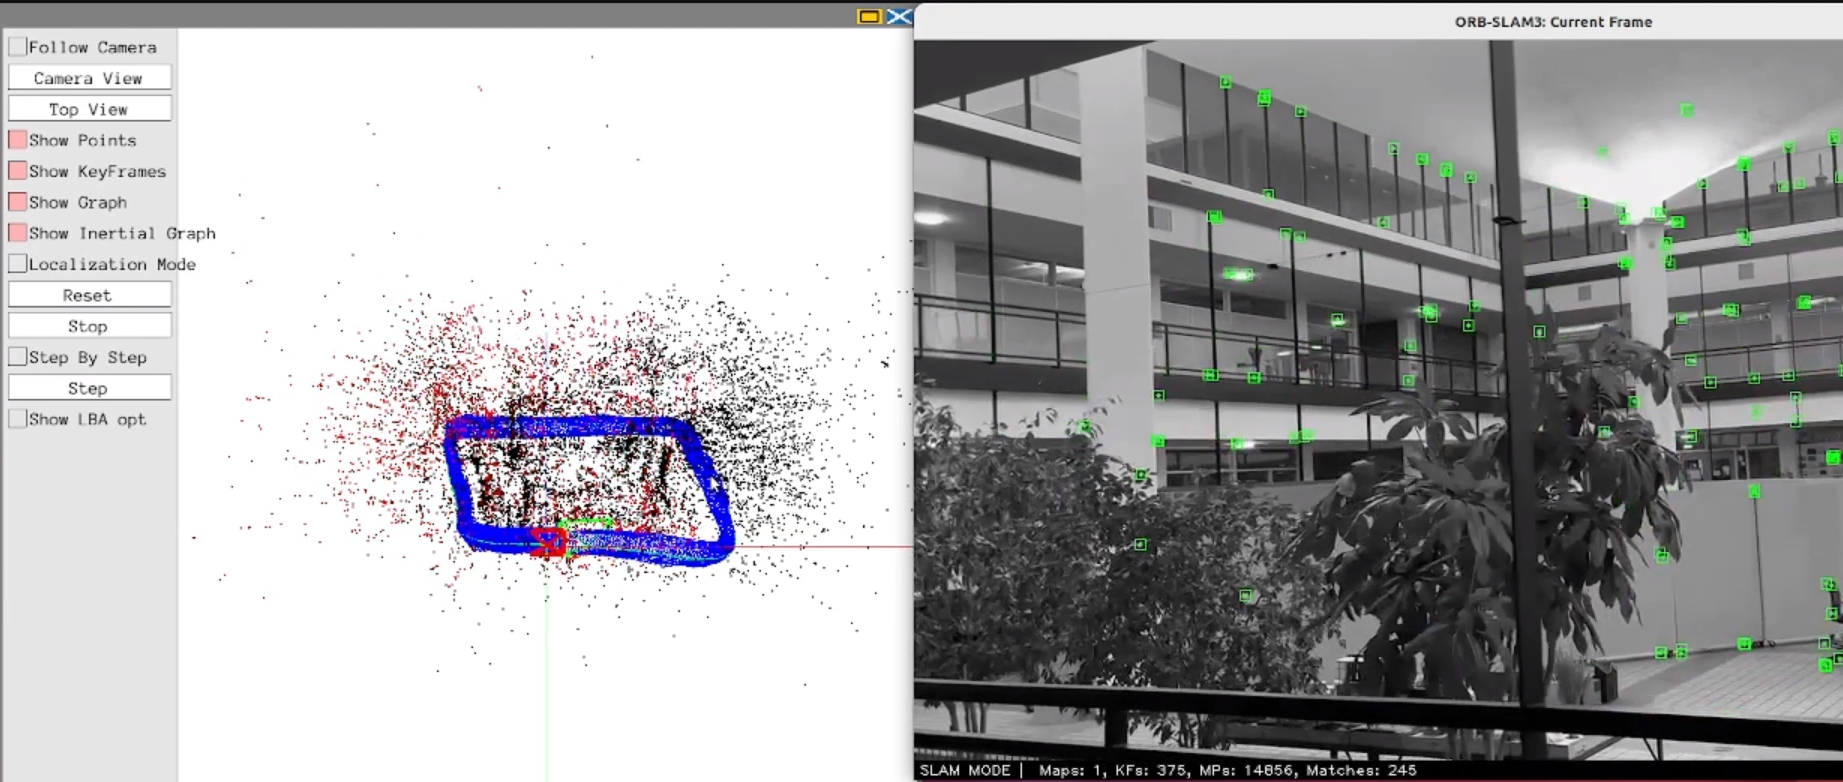 Follow Camera
Camera View
Top View
Show Points
Show KeyFrames
Show Graph
Show Inertial Graph
Localization Mode
Reset
Stop
Step By Step
Step
Show LBA opt
ORB-SLAM3: Current Frame
SLAM MODE | Maps: 1, KFs: 375, MPs: 14856, Matches: 245